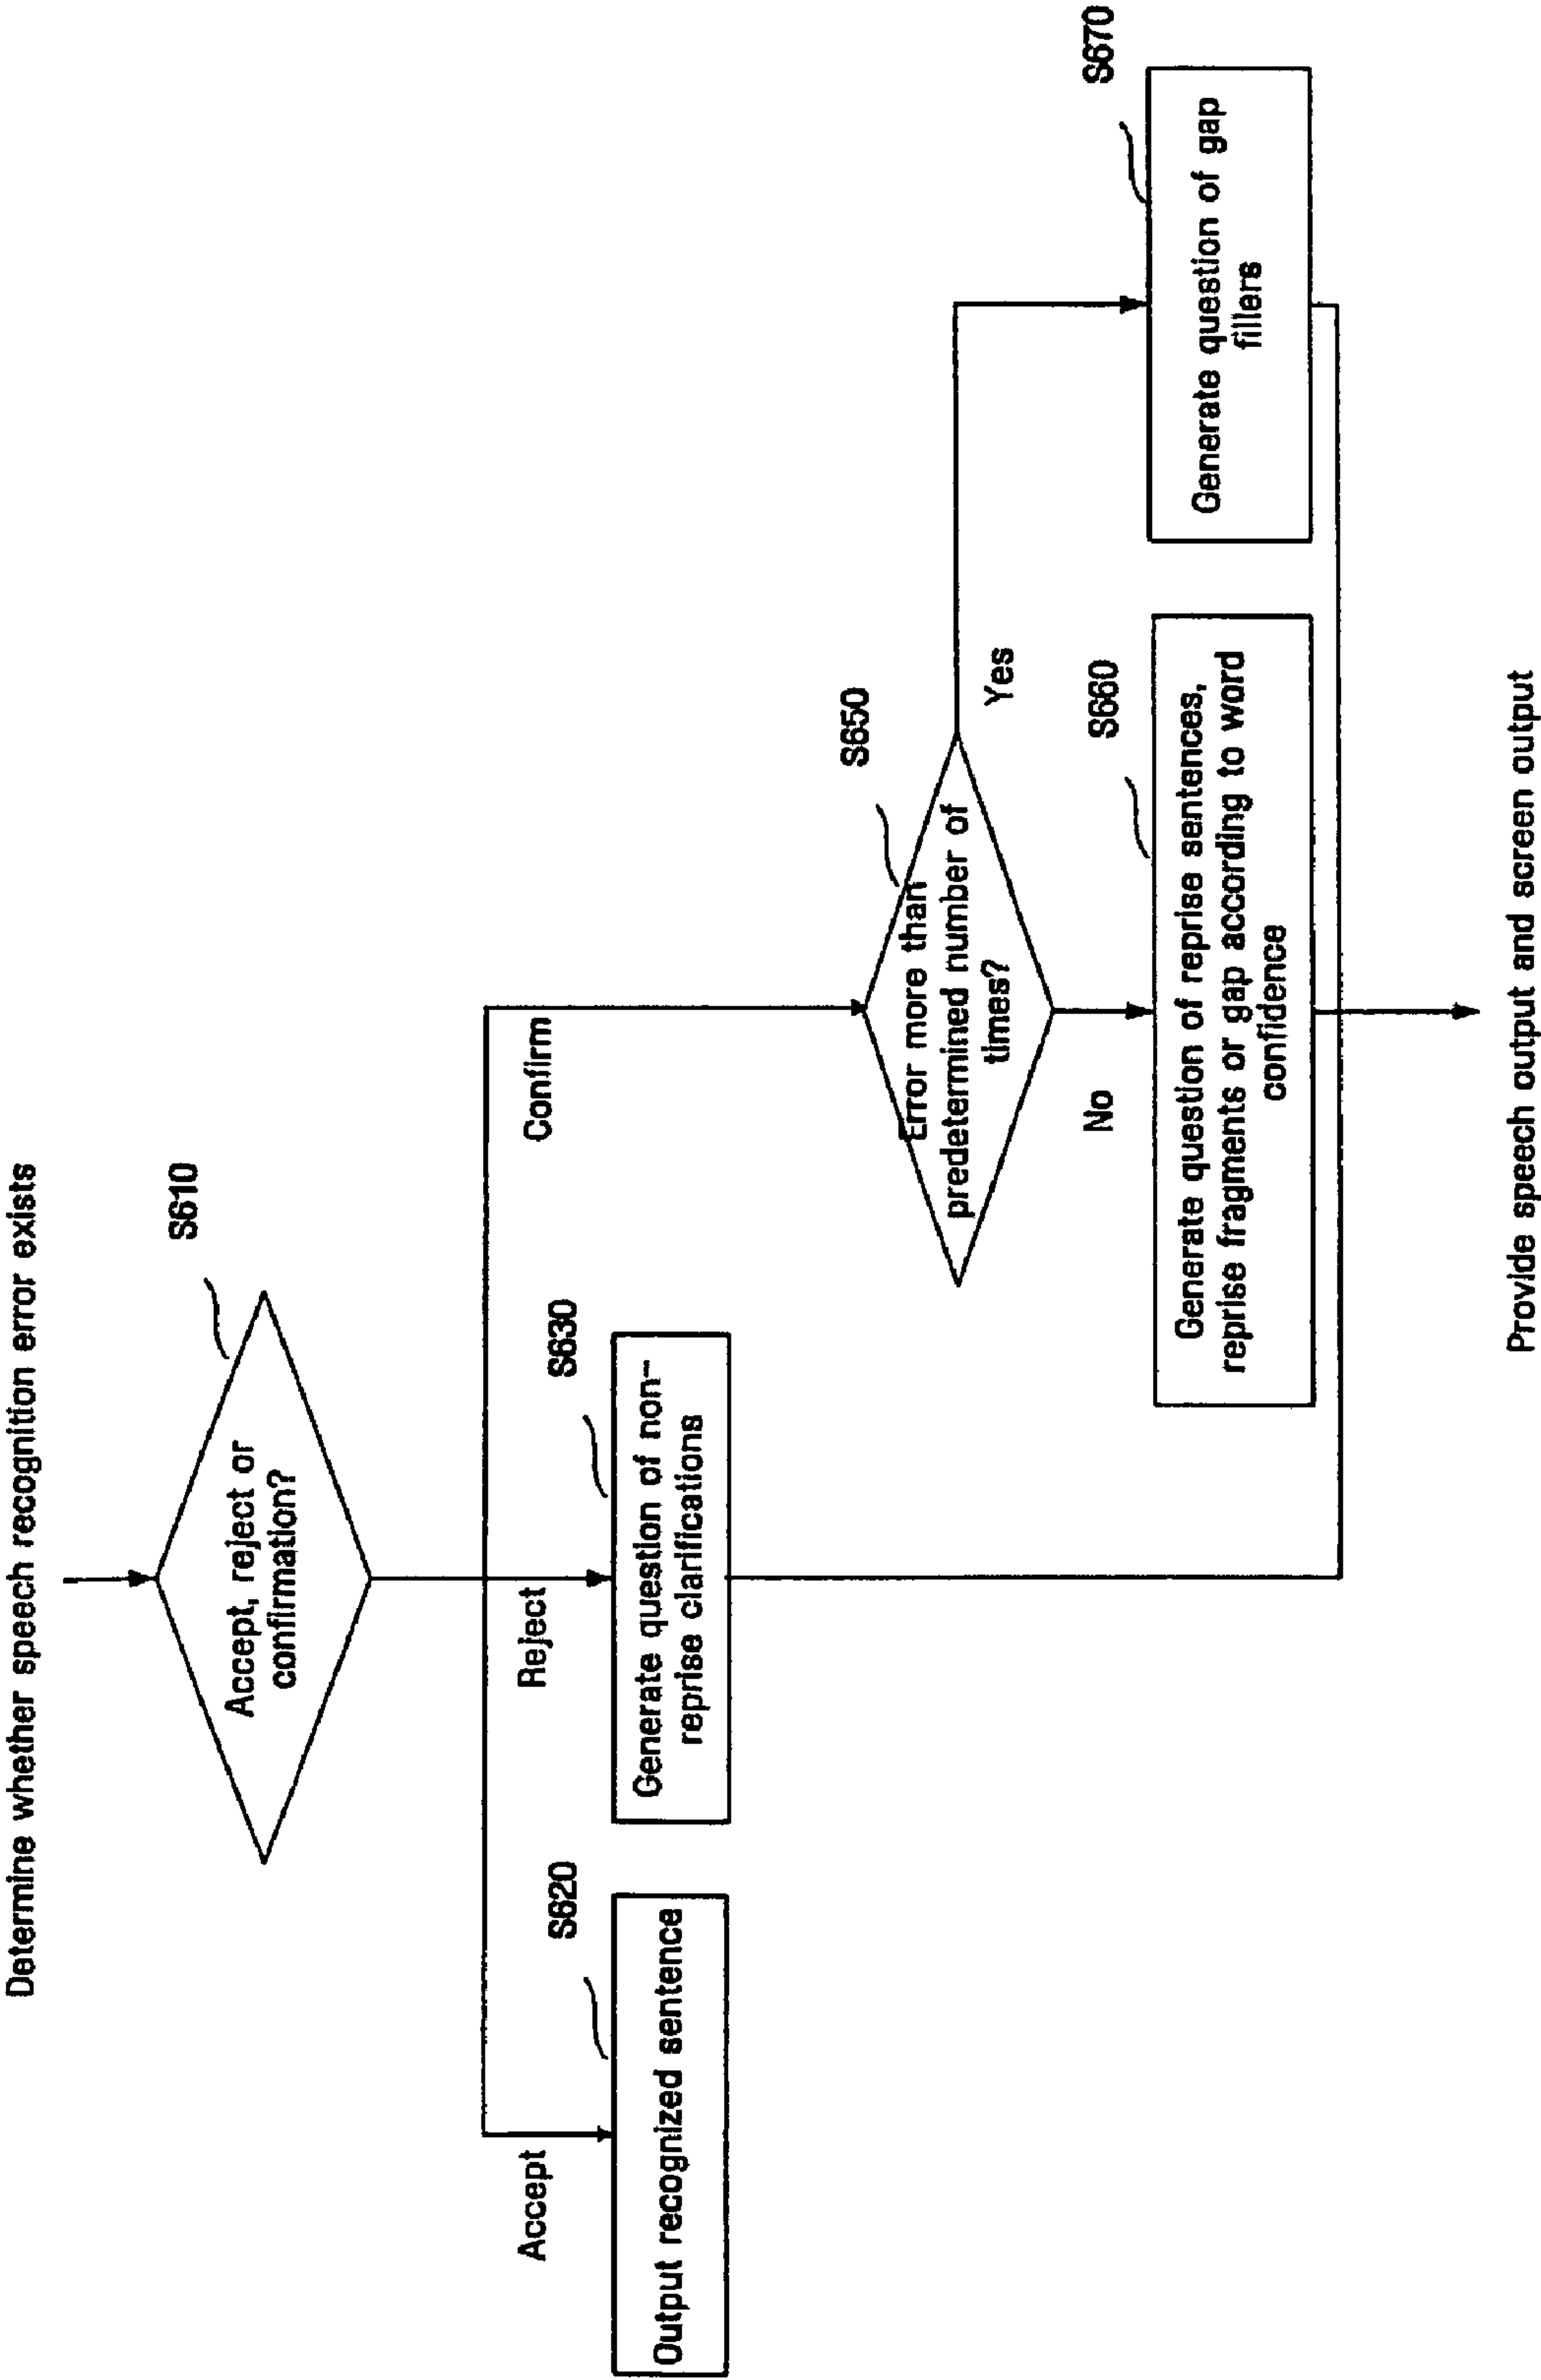 Determine whether speech recognition error exists
S610
Accept, reject or
confirmation?
Accept
Reject
Confirm
S620
Output recognized sentence
S630
Generate question of non-
reprise clarifications
S650
Error more than
predetermined number of
times?
No
Yes
S660
Generate question of reprise sentences,
reprise fragments or gap according to word
confidence
S670
Generate question of gap
fillers
Provide speech output and screen output